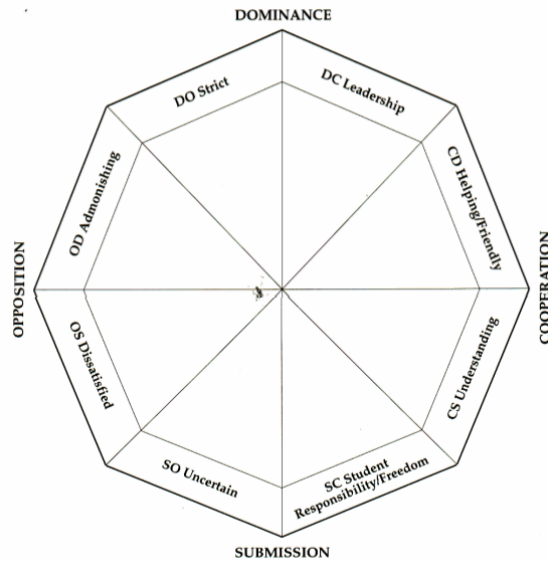 DOMINANCE
DO Strict
DC Leadership
OD Admonishing
CD Helping/Friendly
OPPOSITION
COOPERATION
OS Dissatisfied
CS Understanding
SO Uncertain
SC Student
Responsibility/Freedom
SUBMISSION